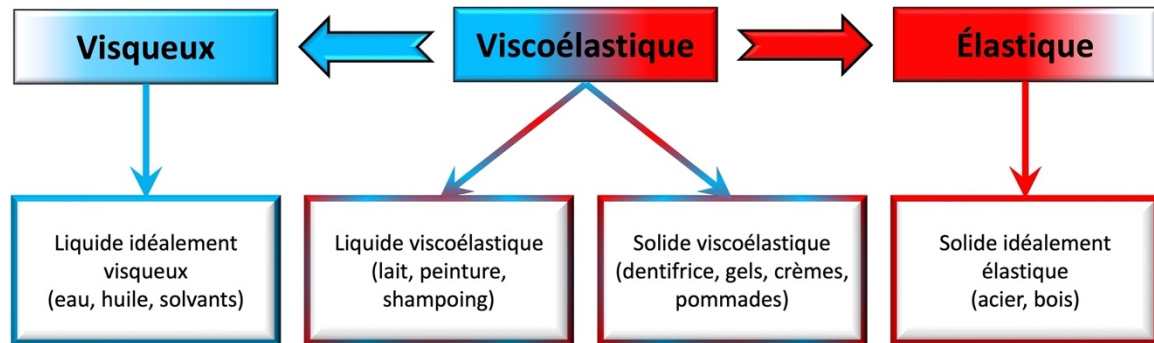 Visqueux
Viscoélastique
Élastique
Liquide idéalement
visqueux
(eau, huile, solvants)
Liquide viscoélastique
(lait, peinture,
shampoing)
Solide viscoélastique
(dentifrice, gels, crèmes,
pommades)
Solide idéalement
élastique
(acier, bois)